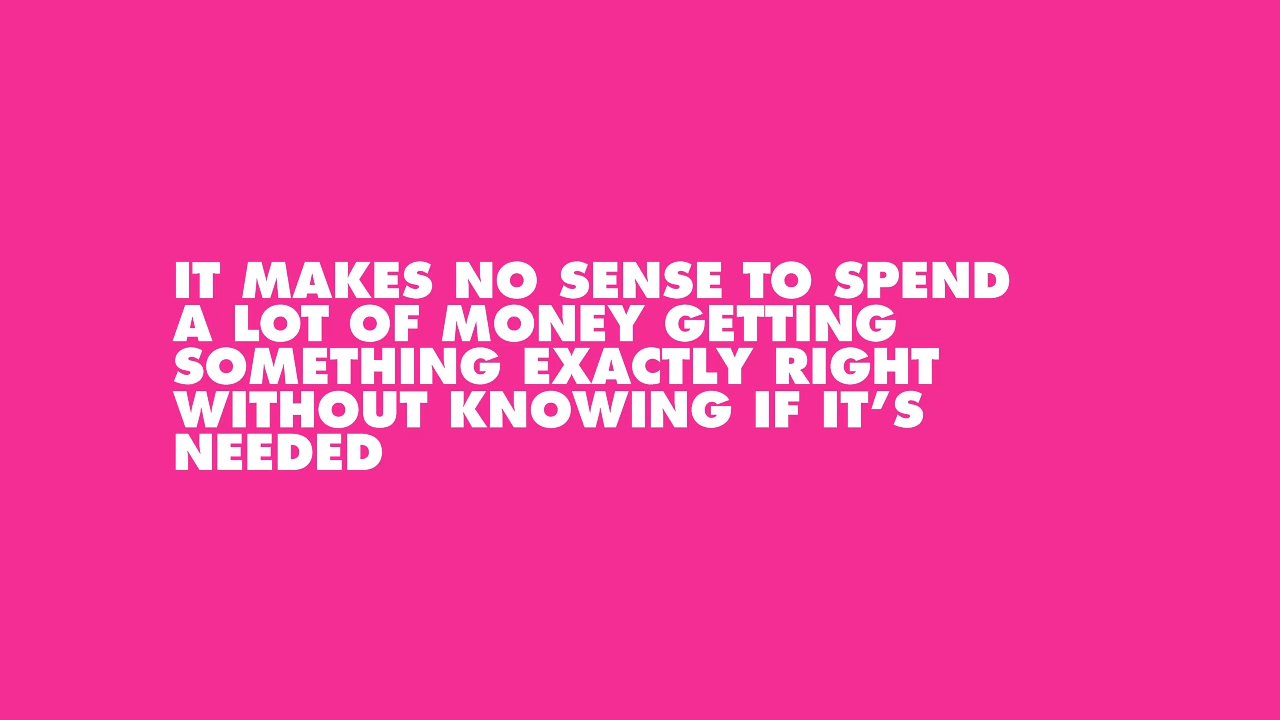 IT MAKES NO SENSE TO SPEND
A LOT OF MONEY GETTING
SOMETHING EXACTLY RIGHT
WITHOUT KNOWING IF IT’S
NEEDED